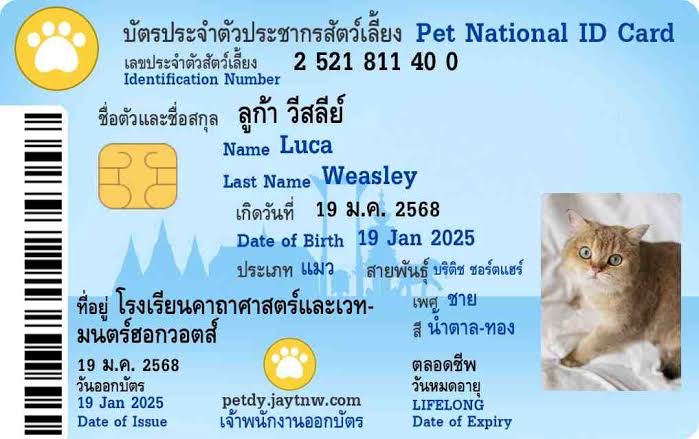 บัตรประจำตัวประชากรสัตว์เลี้ยง Pet National ID Card
เลขประจำตัวสัตว์เลี้ยง 2 521 811 40 0
Identification Number
ชื่อตัวและชื่อสกุล ลูก้า วีสลีย์
Name Luca
Last Name Weasley
เกิดวันที่ 19 ม.ค. 2568
Date of Birth 19 Jan 2025
ประเภท แมว สายพันธุ์ บริติช ชอร์ตแฮร์
ที่อยู่ โรงเรียนคาถาศาสตร์และเวท-
มนตร์ฮอกวอตส์
เพศ ชาย
สี น้ำตาล-ทอง
19 ม.ค. 2568
วันออกบัตร
19 Jan 2025
Date of Issue
petdy.jaytnw.com
เจ้าพนักงานออกบัตร
ตลอดชีพ
วันหมดอายุ
LIFELONG
Date of Expiry